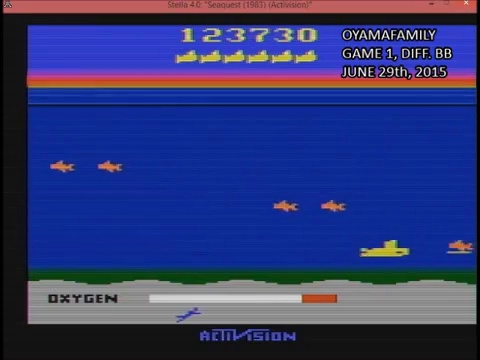 Stella 4.0: "Seaquest (1983) (Activision)"
123730
OYAMAFAMILY
GAME 1, DIFF. BB
JUNE 29th, 2015
OXYGEN
ACTIVISION